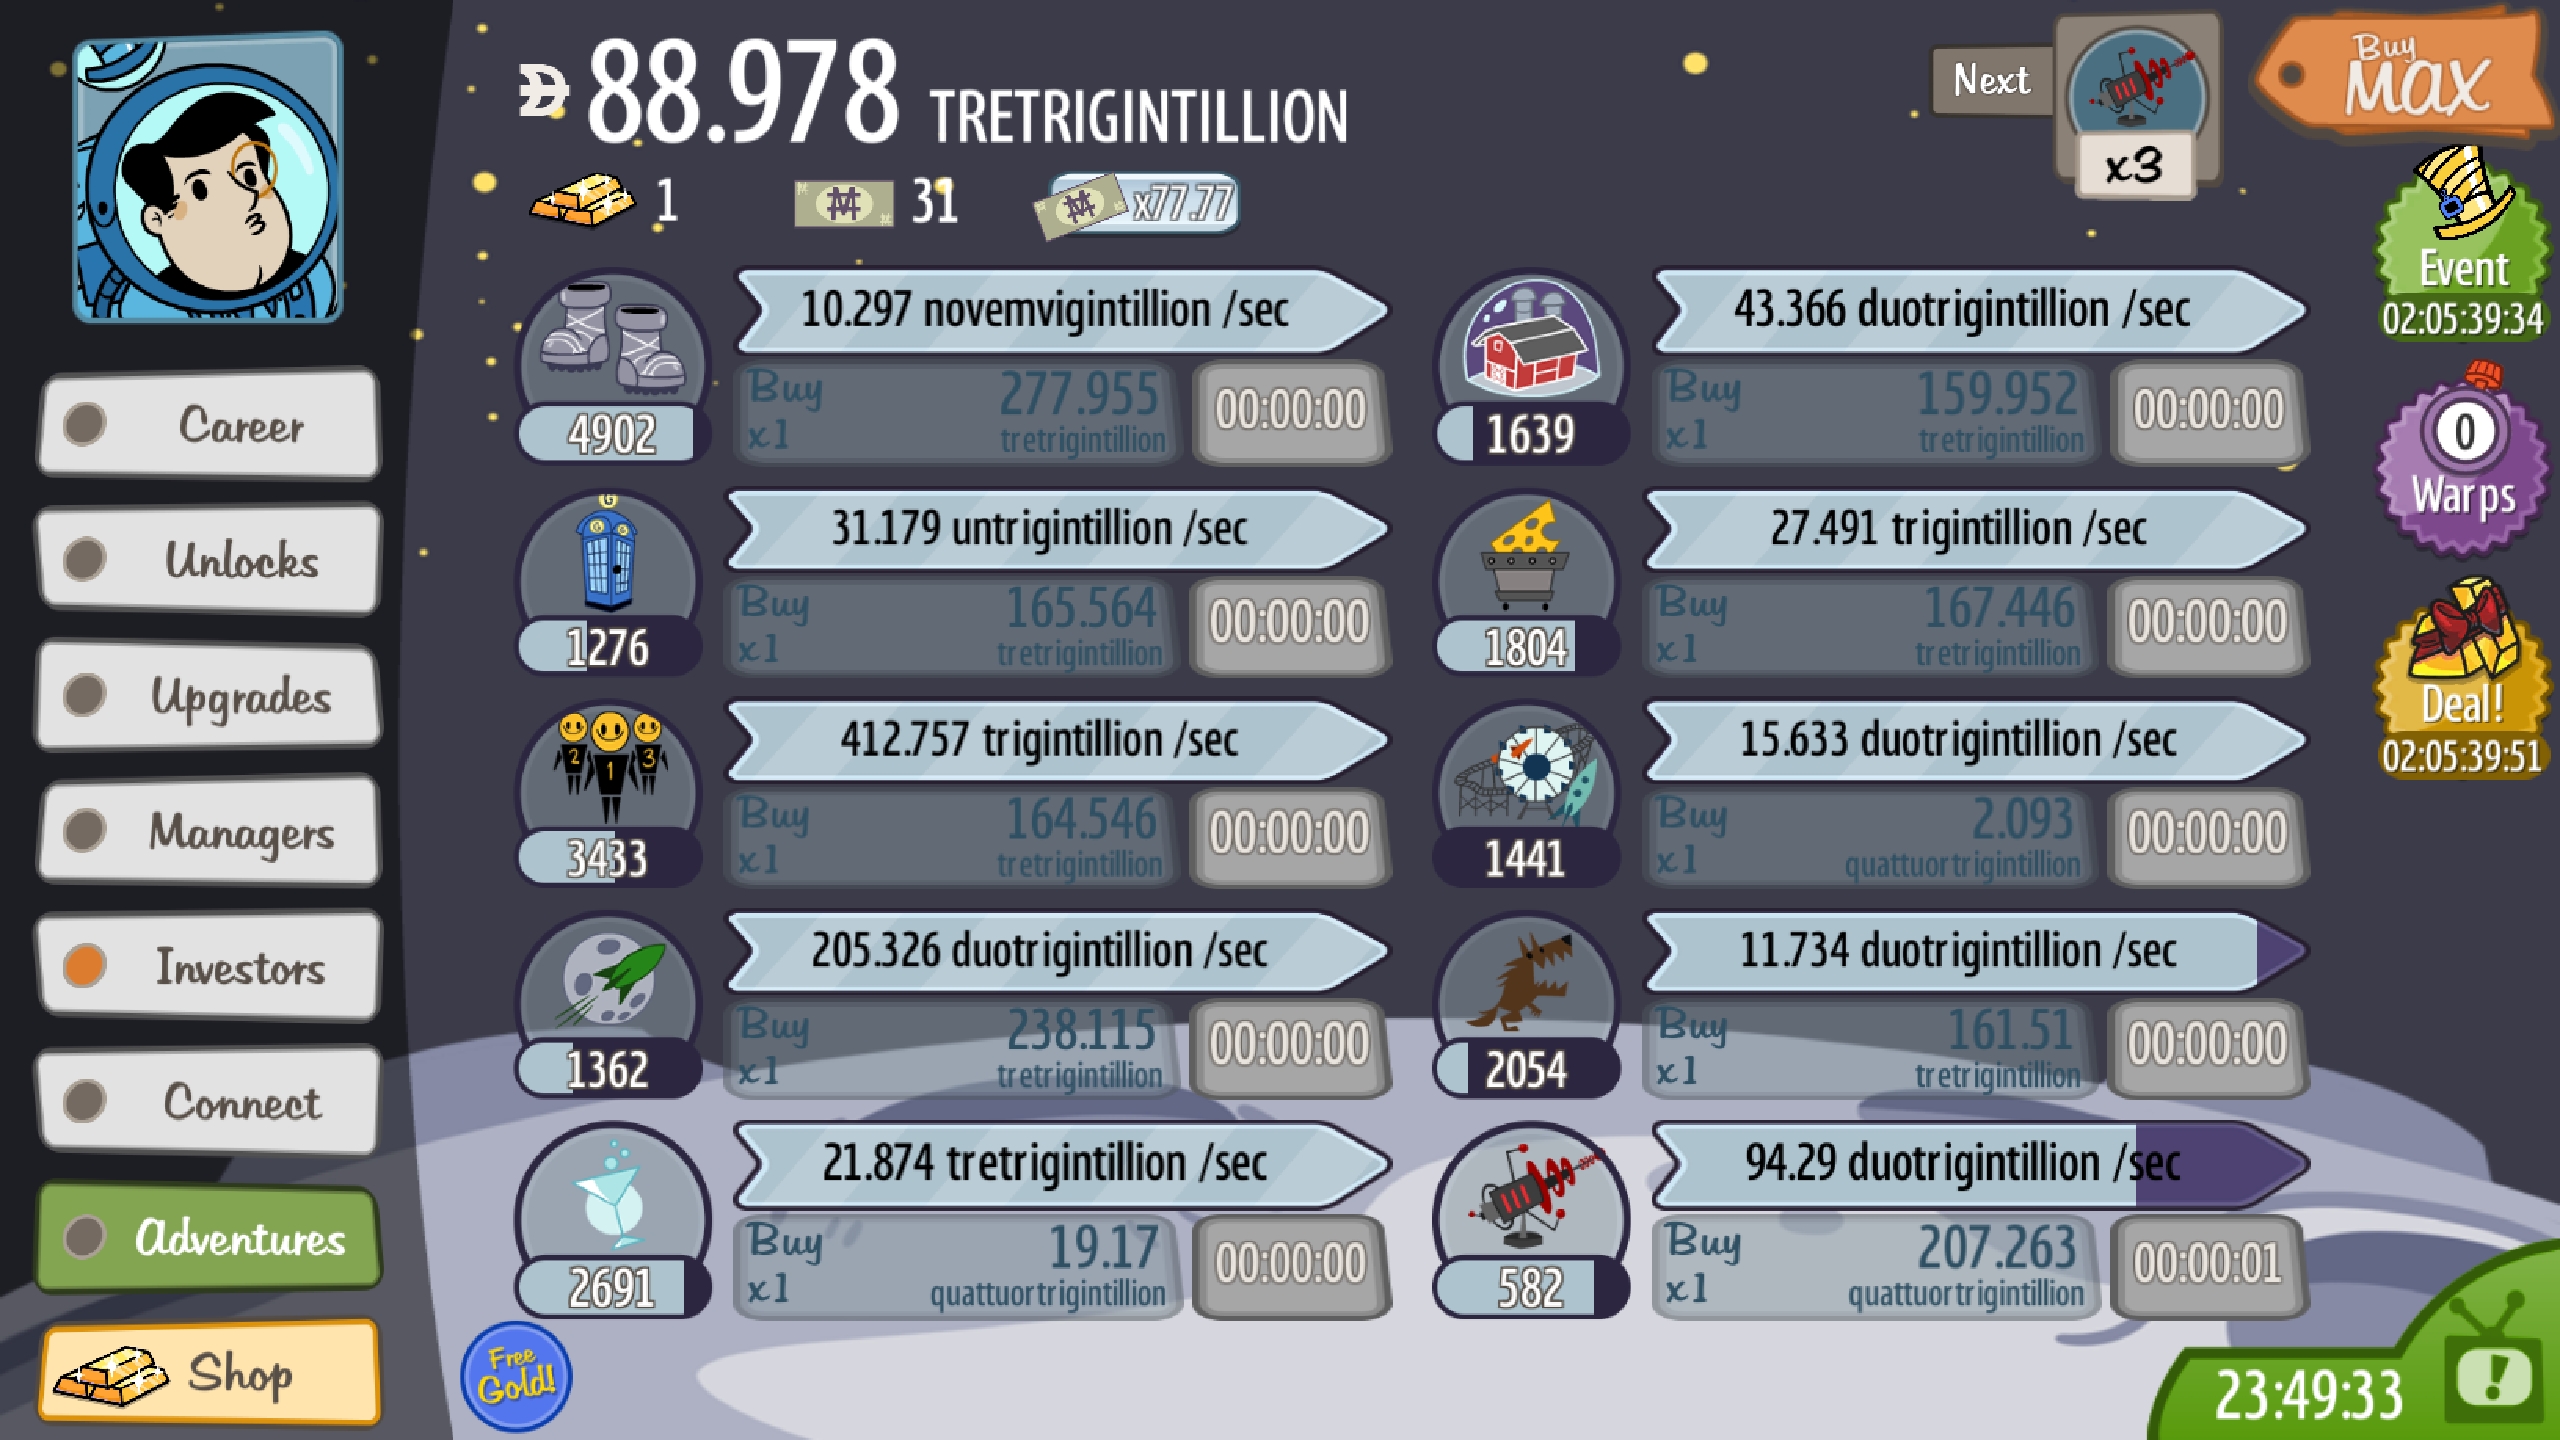 88.978 TRETRIGINTILLION
1
31
x77.77
Next
x3
Buy
MAX
Event
02:05:39:34
0
Warps
Deal!
02:05:39:51
Career
Unlocks
Upgrades
Managers
Investors
Connect
Adventures
Shop
10.297 novemvigintillion /sec
4902
Buy
x1
277.955
tretrigintillion
00:00:00
43.366 duotrigintillion /sec
1639
Buy
x1
159.952
tretrigintillion
00:00:00
G
G G
31.179 untrigintillion /sec
1276
Buy
x1
165.564
tretrigintillion
00:00:00
27.491 trigintillion /sec
1804
Buy
x1
167.446
tretrigintillion
00:00:00
2 1 3
412.757 trigintillion /sec
3433
Buy
x1
164.546
tretrigintillion
00:00:00
15.633 duotrigintillion /sec
1441
Buy
x1
2.093
quattuortrigintillion
00:00:00
205.326 duotrigintillion /sec
1362
Buy
x1
238.115
tretrigintillion
00:00:00
11.734 duotrigintillion /sec
2054
Buy
x1
161.51
tretrigintillion
00:00:00
21.874 tretrigintillion /sec
2691
Buy
x1
19.17
quattuortrigintillion
00:00:00
94.29 duotrigintillion /sec
582
Buy
x1
207.263
quattuortrigintillion
00:00:01
Free
Gold!
23:49:33
!